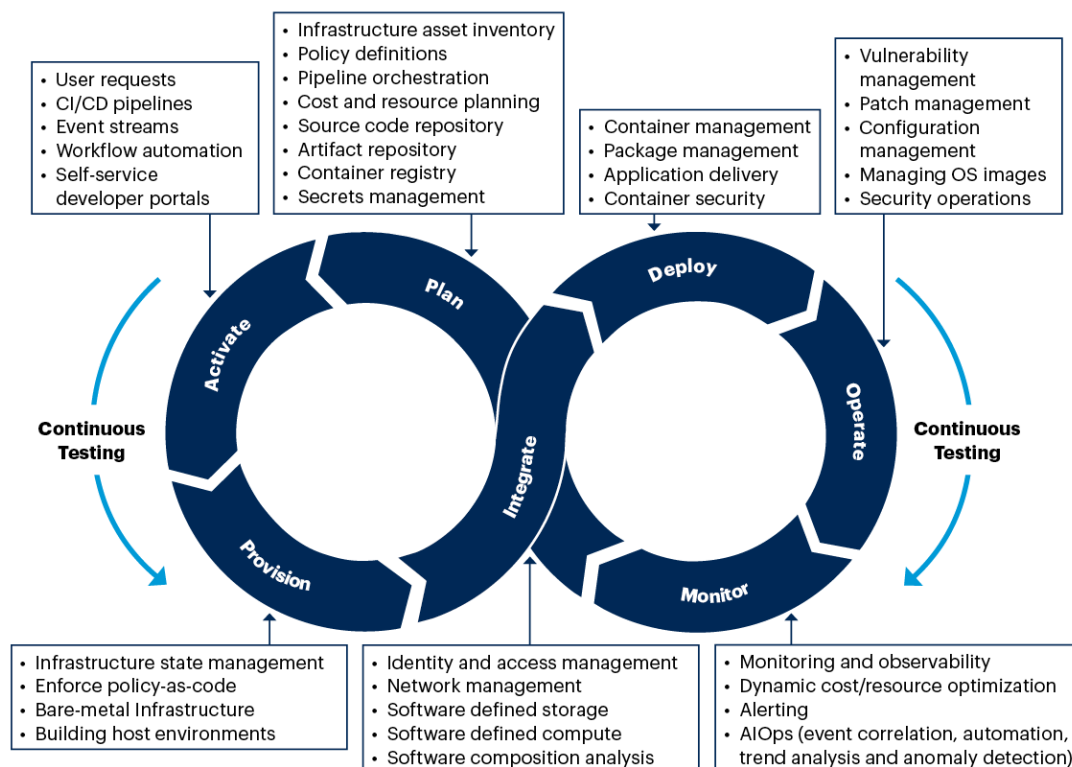 • User requests
• CI/CD pipelines
• Event streams
• Workflow automation
• Self-service
developer portals
• Infrastructure asset inventory
• Policy definitions
• Pipeline orchestration
• Cost and resource planning
• Source code repository
• Artifact repository
• Container registry
• Secrets management
• Container management
• Package management
• Application delivery
• Container security
• Vulnerability
management
• Patch management
• Configuration
management
• Managing OS images
• Security operations
Activate
Plan
Deploy
Operate
Continuous
Testing
Integrate
Continuous
Testing
Provision
Monitor
• Infrastructure state management
• Enforce policy-as-code
• Bare-metal Infrastructure
• Building host environments
• Identity and access management
• Network management
• Software defined storage
• Software defined compute
• Software composition analysis
• Monitoring and observability
• Dynamic cost/resource optimization
• Alerting
• AIOps (event correlation, automation,
trend analysis and anomaly detection)